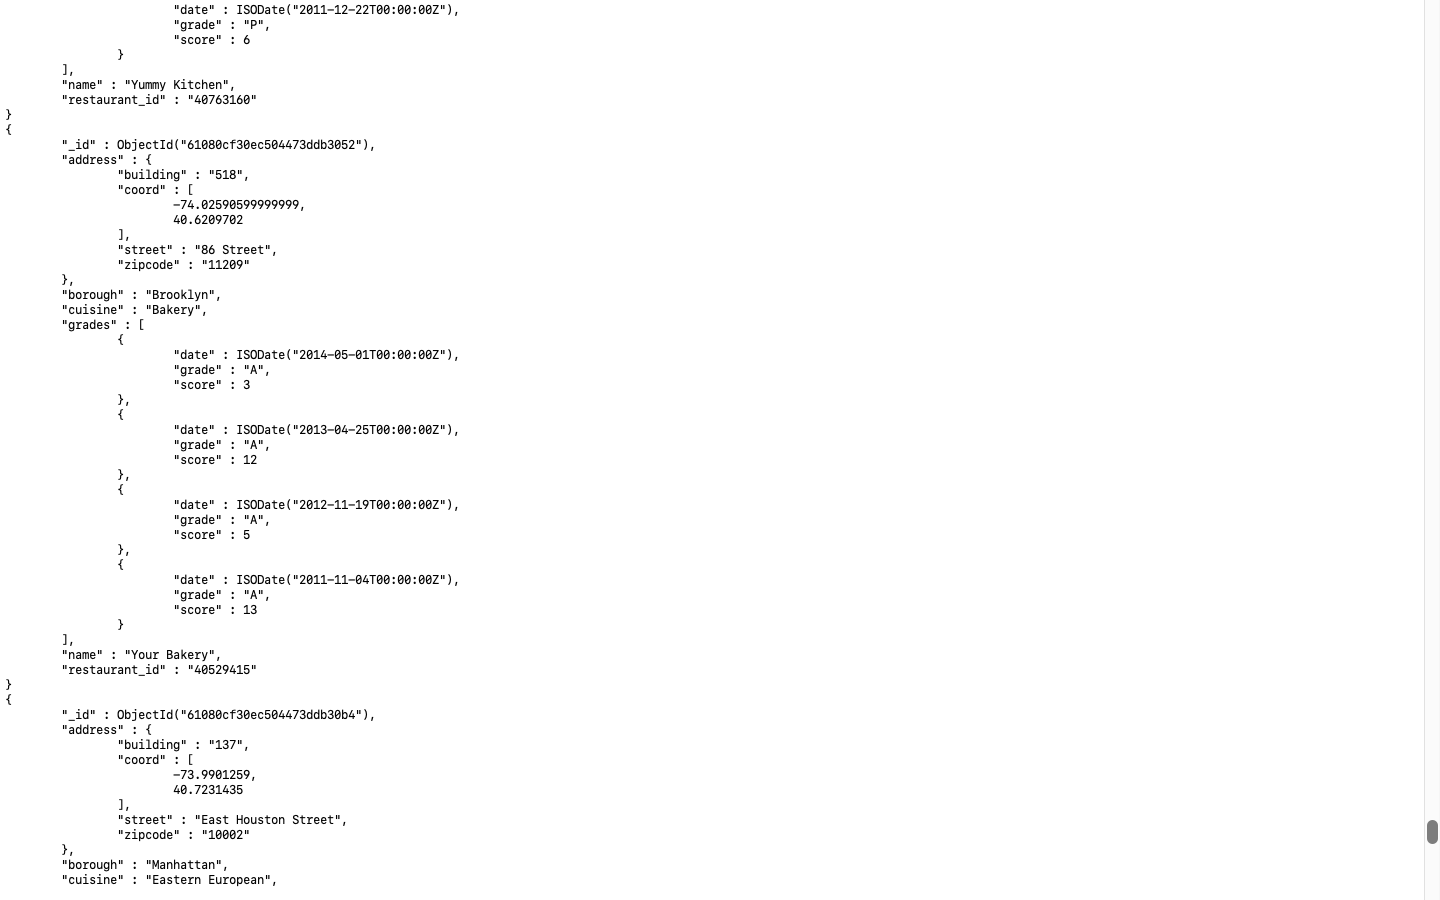 "date" : ISODate("2011-12-22T00:00:00Z"),
"grade" : "P",
"score" : 6
}
],
"name" : "Yummy Kitchen",
"restaurant_id" : "40763160"
}
{
"_id" : ObjectId("61080cf30ec504473ddb3052"),
"address" : {
"building" : "518",
"coord" : [
-74.02590599999999,
40.6209702
],
"street" : "86 Street",
"zipcode" : "11209"
},
"borough" : "Brooklyn",
"cuisine" : "Bakery",
"grades" : [
{
"date" : ISODate("2014-05-01T00:00:00Z"),
"grade" : "A",
"score" : 3
},
{
"date" : ISODate("2013-04-25T00:00:00Z"),
"grade" : "A",
"score" : 12
},
{
"date" : ISODate("2012-11-19T00:00:00Z"),
"grade" : "A",
"score" : 5
},
{
"date" : ISODate("2011-11-04T00:00:00Z"),
"grade" : "A",
"score" : 13
}
],
"name" : "Your Bakery",
"restaurant_id" : "40529415"
}
{
"_id" : ObjectId("61080cf30ec504473ddb30b4"),
"address" : {
"building" : "137",
"coord" : [
-73.9901259,
40.7231435
],
"street" : "East Houston Street",
"zipcode" : "10002"
},
"borough" : "Manhattan",
"cuisine" : "Eastern European",